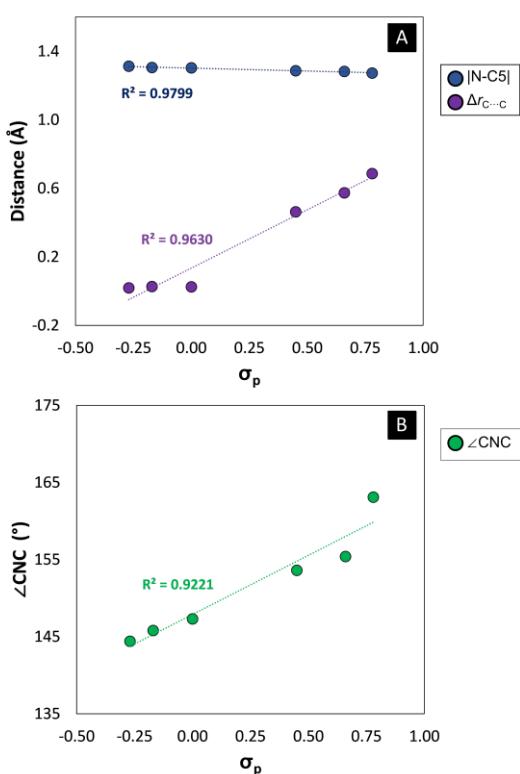 A
1.4
1.0
0.6
0.2
-0.2
Distance (Å)
R² = 0.9799
R² = 0.9630
-0.50 -0.25 0.00 0.25 0.50 0.75 1.00
σp
|N-C5|
ΔrC···C
B
175
165
155
145
135
∠CNC (°)
R² = 0.9221
-0.50 -0.25 0.00 0.25 0.50 0.75 1.00
σp
∠CNC